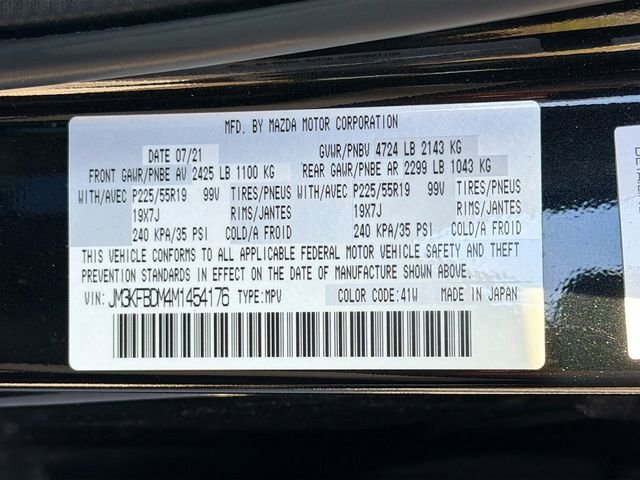 MFD. BY MAZDA MOTOR CORPORATION
DATE 07/21 GVWR/PNBV 4724 LB 2143 KG
FRONT GAWR/PNBE AV 2425 LB 1100 KG REAR GAWR/PNBE AR 2299 LB 1043 KG
WITH/AVEC P225/55R19 99V TIRES/PNEUS WITH/AVEC P225/55R19 99V TIRES/PNEUS
19X7J RIMS/JANTES 19X7J RIMS/JANTES
240 KPA/35 PSI COLD/A FROID 240 KPA/35 PSI COLD/A FROID
THIS VEHICLE CONFORMS TO ALL APPLICABLE FEDERAL MOTOR VEHICLE SAFETY AND THEFT
PREVENTION STANDARDS IN EFFECT ON THE DATE OF MANUFACTURE SHOWN ABOVE.
VIN: JM3KFBDM4M1454176 TYPE:MPV COLOR CODE:41W MADE IN JAPAN